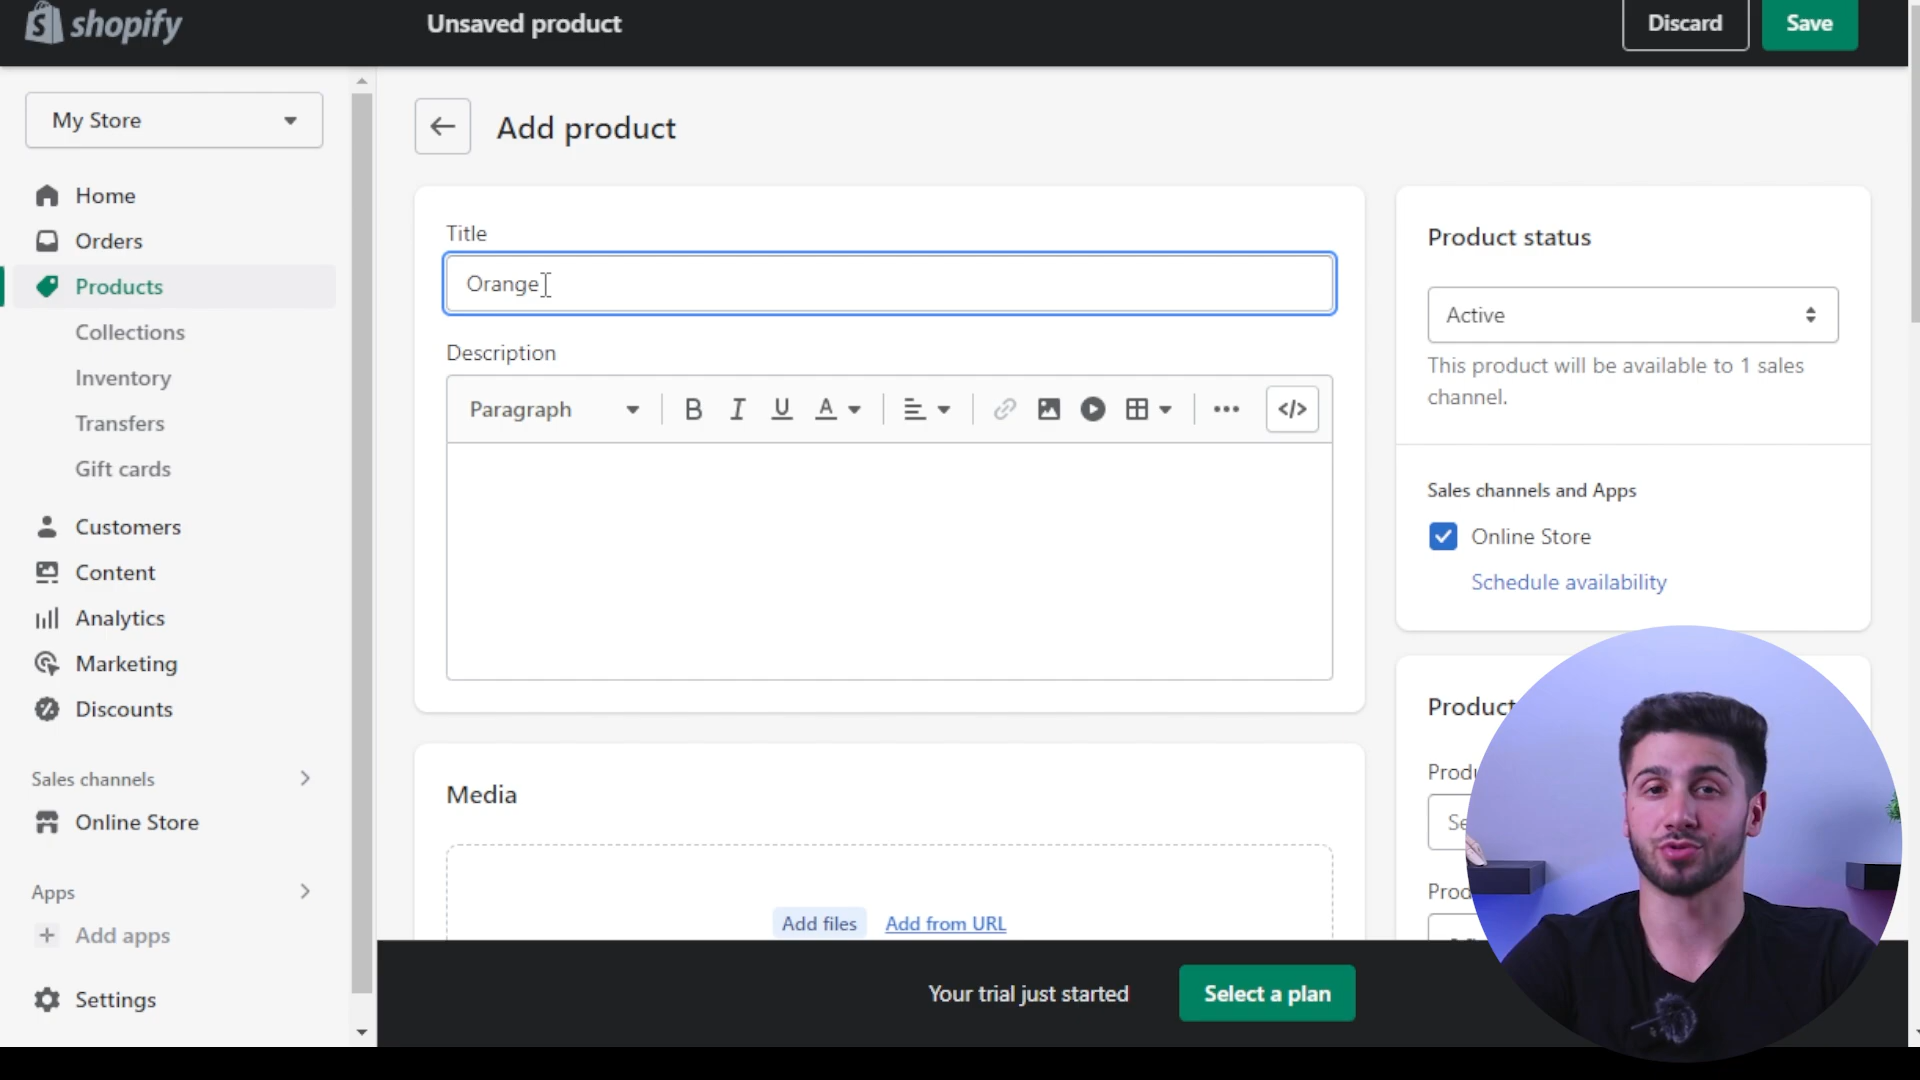 shopify
Unsaved product
Discard
Save
My Store
Add product
Home
Orders
Products
Collections
Inventory
Transfers
Gift cards
Customers
Content
Analytics
Marketing
Discounts
Sales channels
Online Store
Apps
Add apps
Settings
Title
Orange
Description
Paragraph
B I U A
</>
Media
Add files Add from URL
Product status
Active
This product will be available to 1 sales
channel.
Sales channels and Apps
Online Store
Schedule availability
Product
Your trial just started
Select a plan